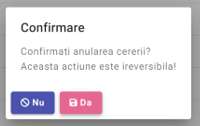 Confirmare
Confirmati anularea cererii?
Aceasta actiune este ireversibila!
Nu
Da